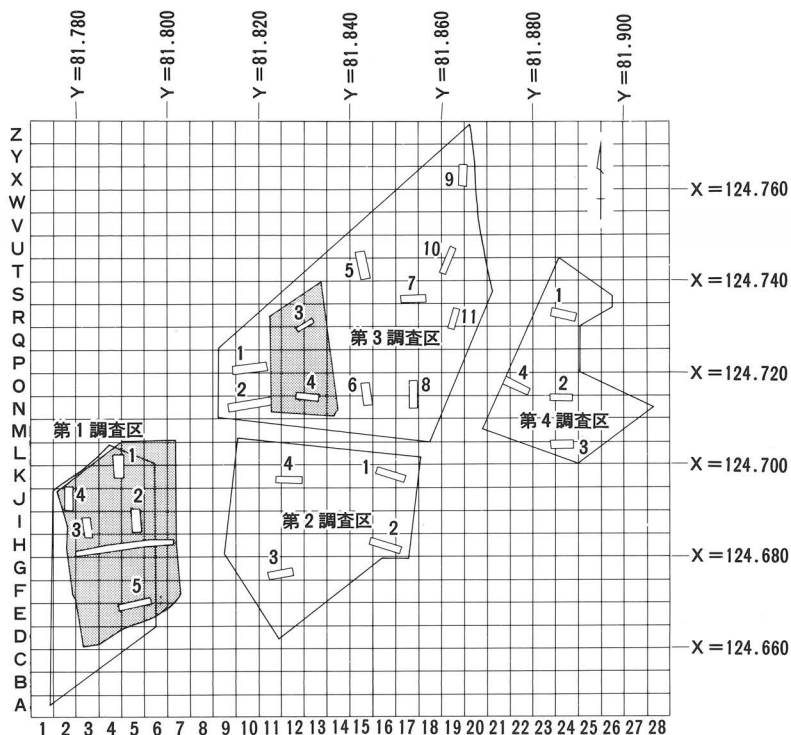 Y=81.780
Y=81.800
Y=81.820
Y=81.840
Y=81.860
Y=81.880
Y=81.900
Z
Y
X
W
V
U
T
S
R
Q
P
O
N
M
L
K
J
I
H
G
F
E
D
C
B
A
X=124.760
X=124.740
X=124.720
X=124.700
X=124.680
X=124.660
9
10
5
7
1
3
11
第3調査区
1
4
2
4
6
8
2
第4調査区
3
第1調査区
1
4
2
3
5
4
1
第2調査区
2
3
1 2 3 4 5 6 7 8 9 10 11 12 13 14 15 16 17 18 19 20 21 22 23 24 25 26 27 28